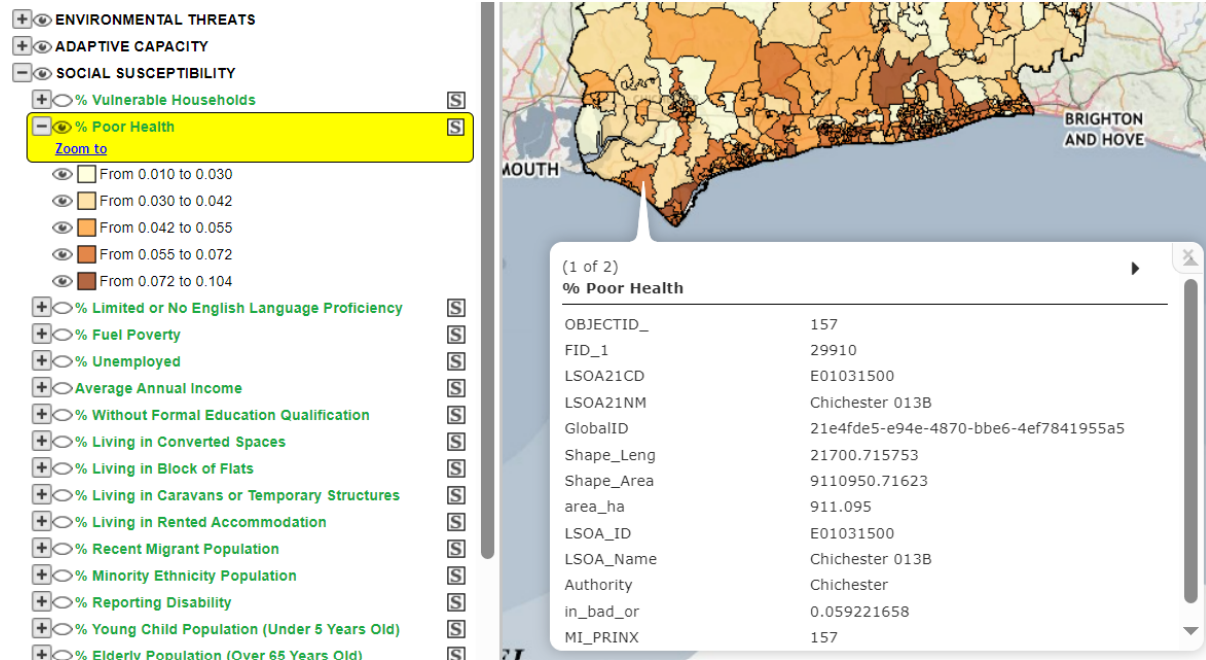 ENVIRONMENTAL THREATS
ADAPTIVE CAPACITY
SOCIAL SUSCEPTIBILITY
% Vulnerable Households S
% Poor Health S
Zoom to
From 0.010 to 0.030
From 0.030 to 0.042
From 0.042 to 0.055
From 0.055 to 0.072
From 0.072 to 0.104
% Limited or No English Language Proficiency S
% Fuel Poverty S
% Unemployed S
Average Annual Income S
% Without Formal Education Qualification S
% Living in Converted Spaces S
% Living in Block of Flats S
% Living in Caravans or Temporary Structures S
% Living in Rented Accommodation S
% Recent Migrant Population S
% Minority Ethnicity Population S
% Reporting Disability S
% Young Child Population (Under 5 Years Old) S
% Elderly Population (Over 65 Years Old) S
BRIGHTON
AND HOVE
MOUTH
(1 of 2)
% Poor Health
OBJECTID_ 157
FID_1 29910
LSOA21CD E01031500
LSOA21NM Chichester 013B
GlobalID 21e4fde5-e94e-4870-bbe6-4ef7841955a5
Shape_Leng 21700.715753
Shape_Area 9110950.71623
area_ha 911.095
LSOA_ID E01031500
LSOA_Name Chichester 013B
Authority Chichester
in_bad_or 0.059221658
MI_PRINX 157